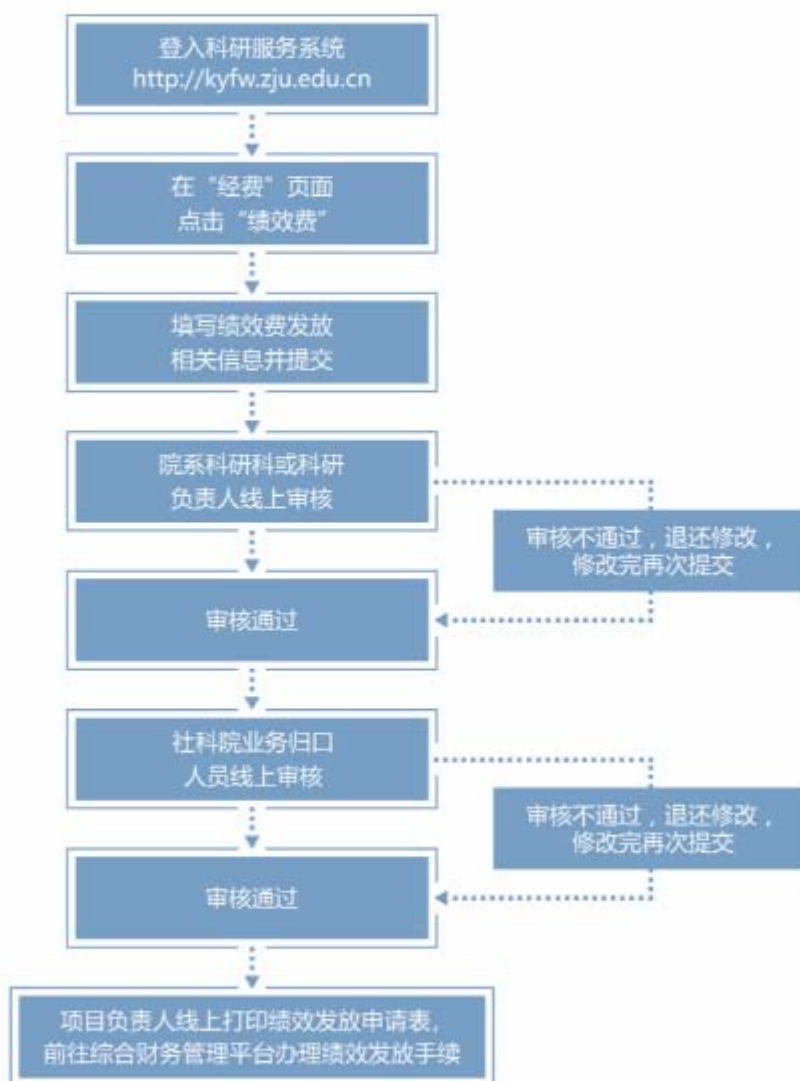 登入科研服务系统
http://kyfw.zju.edu.cn
在“经费”页面
点击“绩效费”
填写绩效费发放
相关信息并提交
院系科研科或科研
负责人线上审核
审核不通过，退还修改，
修改完再次提交
审核通过
社科院业务归口
人员线上审核
审核不通过，退还修改，
修改完再次提交
审核通过
项目负责人线上打印绩效发放申请表，
前往综合财务管理平台办理绩效发放手续